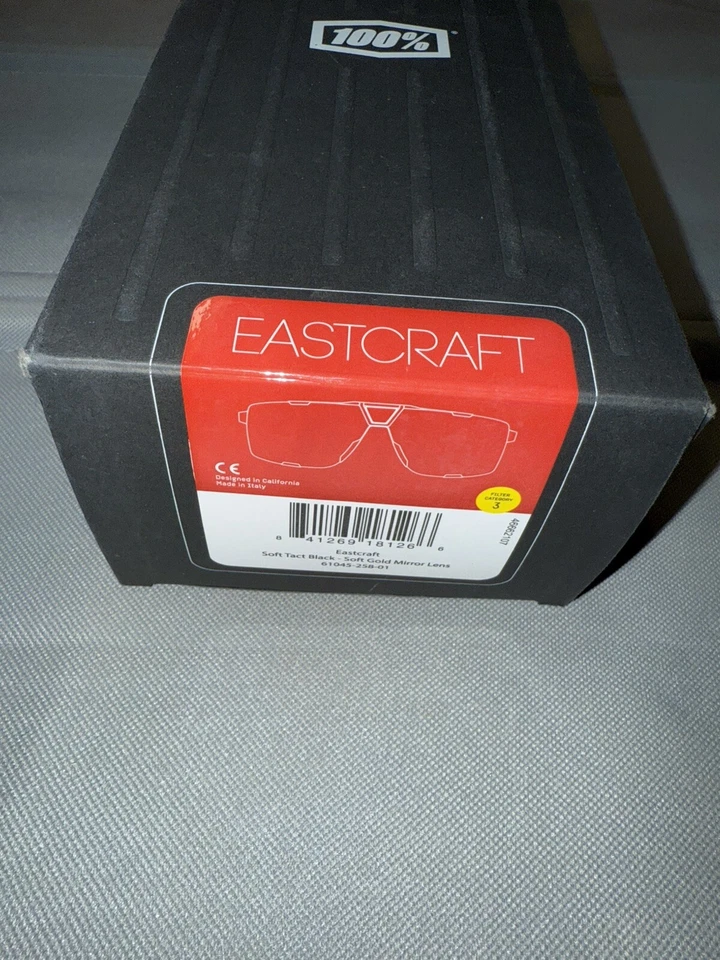 100%
EASTCRAFT
CE
Designed in California
Made in Italy
FILTER
CATEGORY
3
8 41269 18126 6
Eastcraft
Soft Tact Black - Soft Gold Mirror Lens
61045-258-01